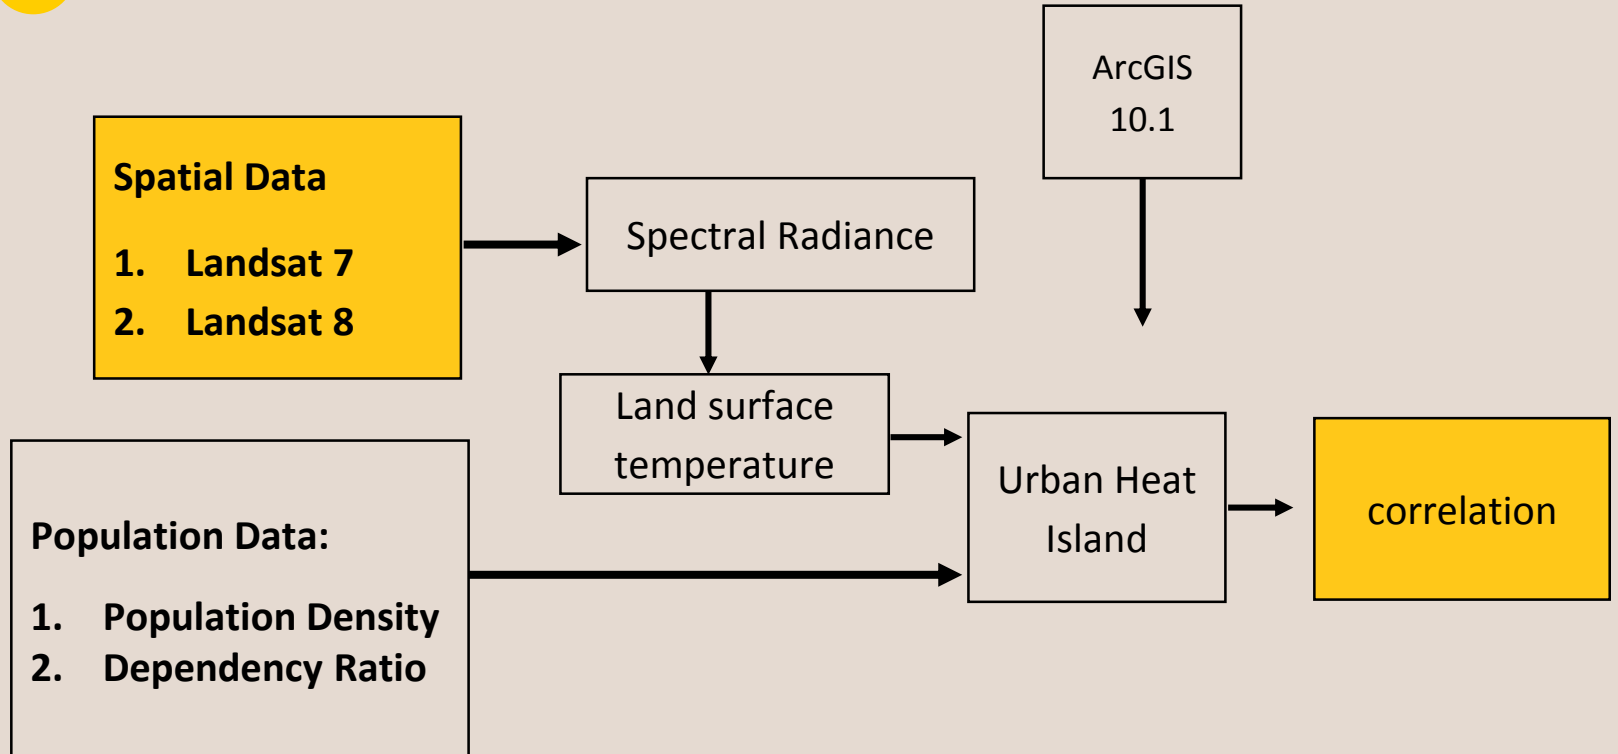 ArcGIS
10.1
Spatial Data
1. Landsat 7
2. Landsat 8
Spectral Radiance
Land surface
temperature
Urban Heat
Island
correlation
Population Data:
1. Population Density
2. Dependency Ratio